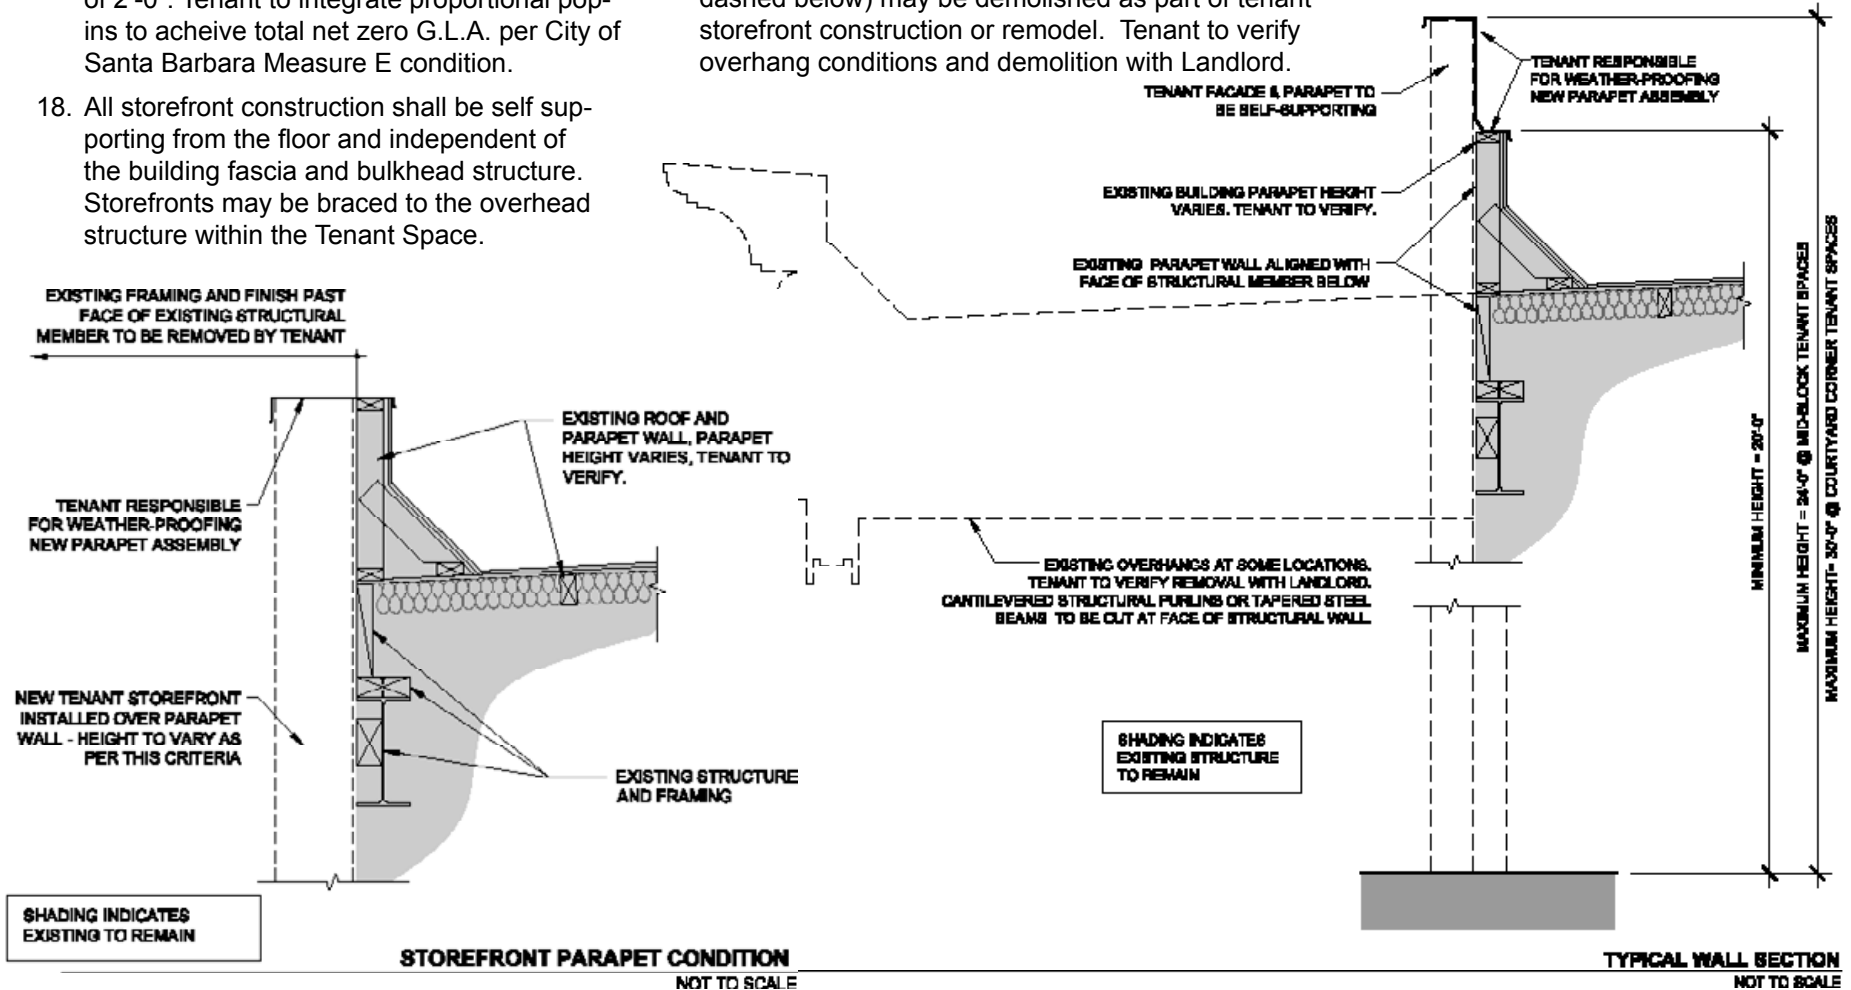 of 2'-0". Tenant to integrate proportional pop-
ins to acheive total net zero G.L.A. per City of
Santa Barbara Measure E condition.
18. All storefront construction shall be self sup-
porting from the floor and independent of
the building fascia and bulkhead structure.
Storefronts may be braced to the overhead
structure within the Tenant Space.
dashed below) may be demolished as part of tenant
storefront construction or remodel. Tenant to verify
overhang conditions and demolition with Landlord.
EXISTING FRAMING AND FINISH PAST
FACE OF EXISTING STRUCTURAL
MEMBER TO BE REMOVED BY TENANT
EXISTING ROOF AND
PARAPET WALL, PARAPET
HEIGHT VARIES, TENANT TO
VERIFY.
TENANT RESPONSIBLE
FOR WEATHER-PROOFING
NEW PARAPET ASSEMBLY
NEW TENANT STOREFRONT
INSTALLED OVER PARAPET
WALL - HEIGHT TO VARY AS
PER THIS CRITERIA
EXISTING STRUCTURE
AND FRAMING
SHADING INDICATES
EXISTING TO REMAIN
STOREFRONT PARAPET CONDITION
NOT TO SCALE
TENANT FACADE & PARAPET TO
BE SELF-SUPPORTING
TENANT RESPONSIBLE
FOR WEATHER-PROOFING
NEW PARAPET ASSEMBLY
EXISTING BUILDING PARAPET HEIGHT
VARIES. TENANT TO VERIFY.
EXISTING PARAPET WALL ALIGNED WITH
FACE OF STRUCTURAL MEMBER BELOW
EXISTING OVERHANGS AT SOME LOCATIONS.
TENANT TO VERIFY REMOVAL WITH LANDLORD.
CANTILEVERED STRUCTURAL PURLINS OR TAPERED STEEL
BEAMS TO BE CUT AT FACE OF STRUCTURAL WALL
SHADING INDICATES
EXISTING STRUCTURE
TO REMAIN
MINIMUM HEIGHT = 20'-0"
MAXIMUM HEIGHT = 24'-0" @ MID-BLOCK TENANT SPACES
MAXIMUM HEIGHT= 30'-0" @ COURTYARD CORNER TENANT SPACES
TYPICAL WALL SECTION
NOT TO SCALE